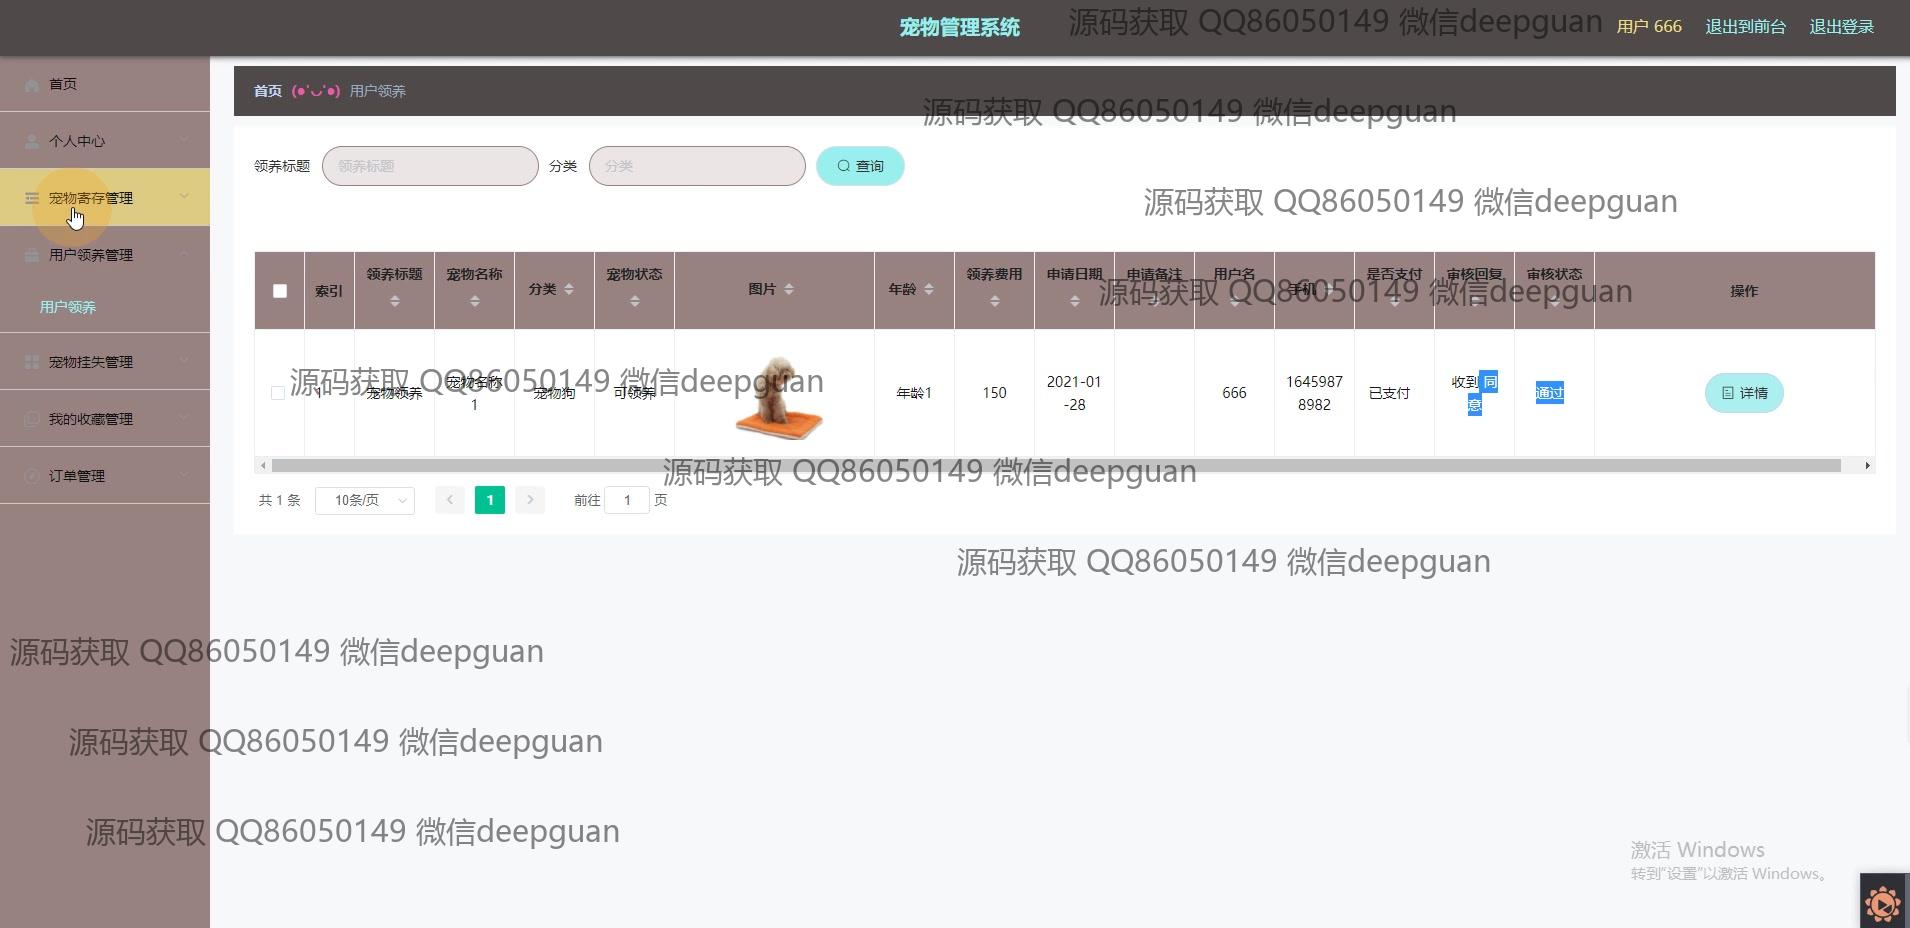 宠物管理系统
源码获取 QQ86050149 微信deepguan
用户 666
退出到前台
退出登录
首页
个人中心
宠物寄存管理
用户领养管理
用户领养
宠物挂失管理
我的收藏管理
订单管理
首页 (●'◡'●) 用户领养
源码获取 QQ86050149 微信deepguan
领养标题 领养标题 分类 分类 查询
源码获取 QQ86050149 微信deepguan
索引 领养标题 宠物名称 分类 宠物状态 图片 年龄 领养费用 申请日期 申请备注 用户名 手机 是否支付 审核回复 审核状态 操作
源码获取 QQ86050149 微信deepguan
1 宠物领养 宠物名称1 宠物狗 可领养 年龄1 150 2021-01-28 666 16459878982 已支付 收到 同意 通过 详情
源码获取 QQ86050149 微信deepguan
源码获取 QQ86050149 微信deepguan
共 1 条 10条/页 1 前往 1 页
源码获取 QQ86050149 微信deepguan
源码获取 QQ86050149 微信deepguan
源码获取 QQ86050149 微信deepguan
源码获取 QQ86050149 微信deepguan
激活 Windows
转到“设置”以激活 Windows。